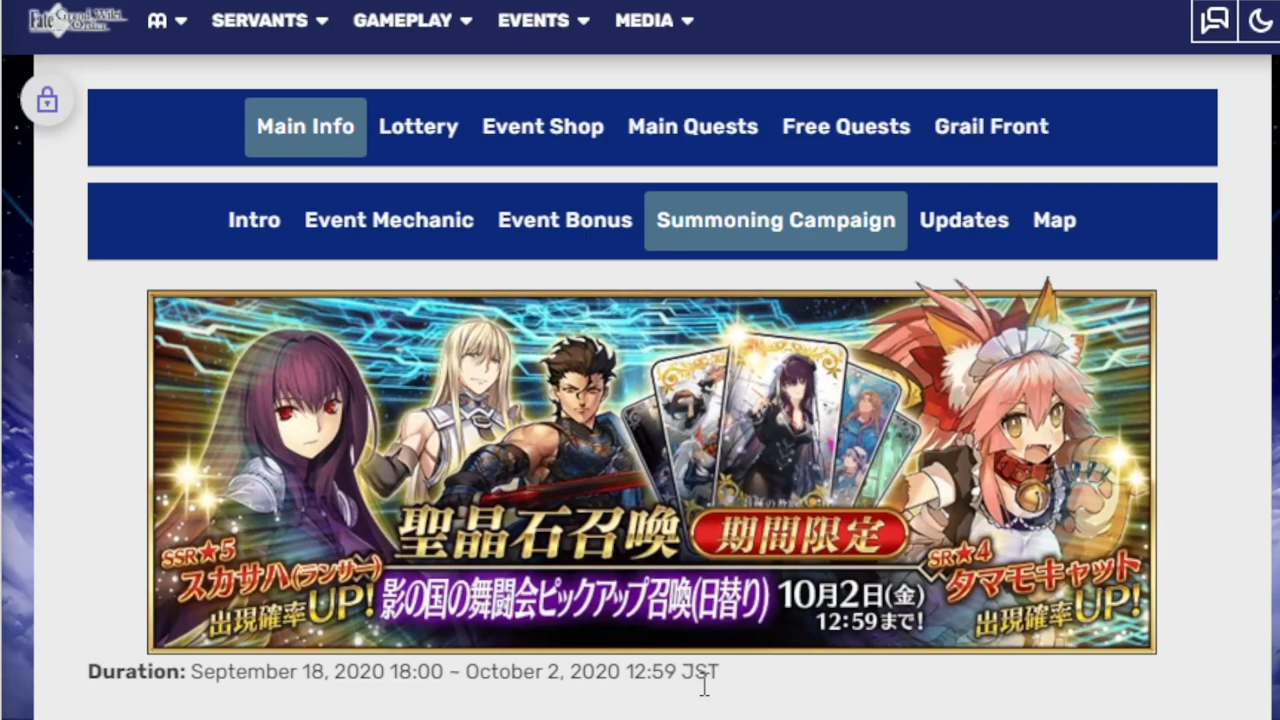 Fate Grand Order Wiki
SERVANTS GAMEPLAY EVENTS MEDIA
Main Info Lottery Event Shop Main Quests Free Quests Grail Front
Intro Event Mechanic Event Bonus Summoning Campaign Updates Map
聖晶石召喚 期間限定
SSR★5
スカサハ(ランサー)
出現確率UP!
影の国の舞闘会ピックアップ召喚(日替り)
10月2日(金)
12:59まで!
SR★4
タマモキャット
出現確率UP!
Duration: September 18, 2020 18:00 ~ October 2, 2020 12:59 JST